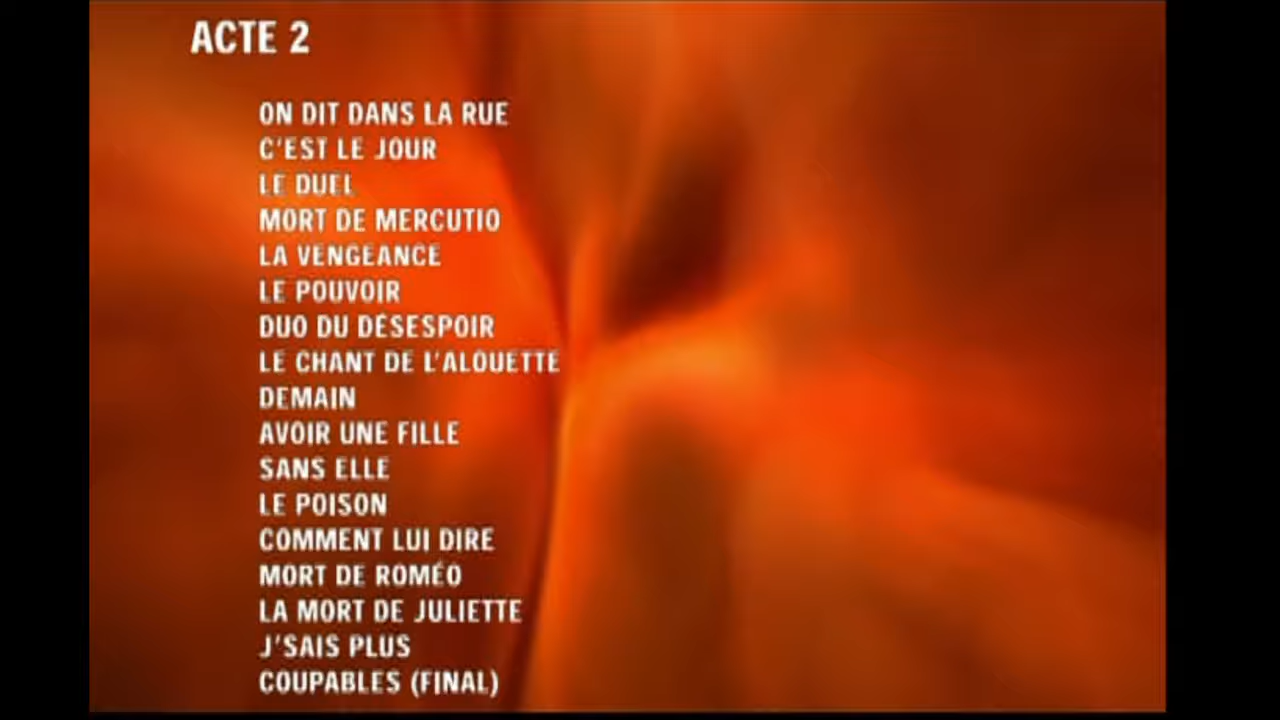 ACTE 2
ON DIT DANS LA RUE
C'EST LE JOUR
LE DUEL
MORT DE MERCUTIO
LA VENGEANCE
LE POUVOIR
DUO DU DÉSESPOIR
LE CHANT DE L'ALOUETTE
DEMAIN
AVOIR UNE FILLE
SANS ELLE
LE POISON
COMMENT LUI DIRE
MORT DE ROMÉO
LA MORT DE JULIETTE
J'SAIS PLUS
COUPABLES (FINAL)